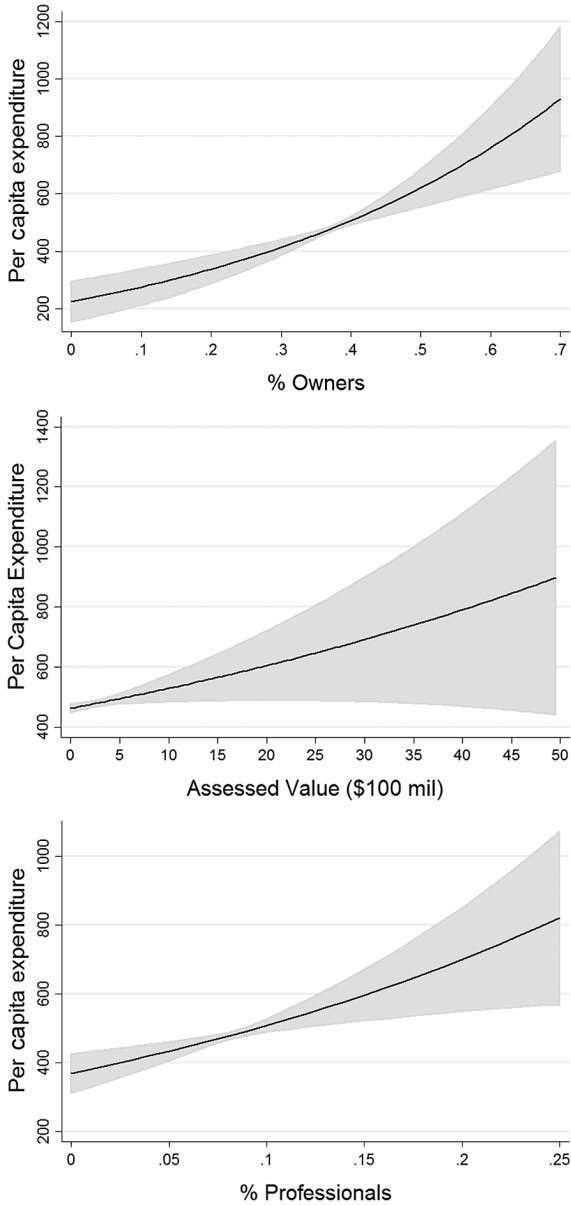 Per capita expenditure
1200
1000
800
600
400
200
0 .1 .2 .3 .4 .5 .6 .7
% Owners
Per Capita Expenditure
1400
1200
1000
800
600
400
0 5 10 15 20 25 30 35 40 45 50
Assessed Value ($100 mil)
Per capita expenditure
1000
800
600
400
200
0 .05 .1 .15 .2 .25
% Professionals